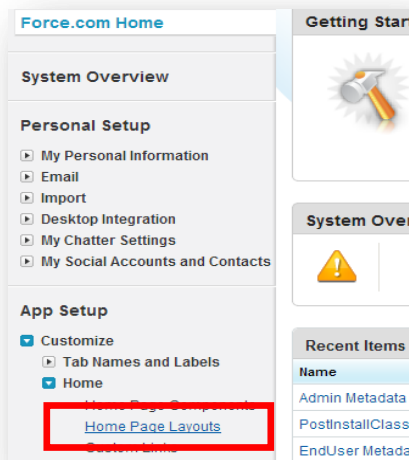 Force.com Home
System Overview
Personal Setup
My Personal Information
Email
Import
Desktop Integration
My Chatter Settings
My Social Accounts and Contacts
App Setup
Customize
Tab Names and Labels
Home
Home Page Components
Home Page Layouts
Custom Links
Getting Star
System Over
Recent Items
Name
Admin Metadata
PostInstallClass
EndUser Metada